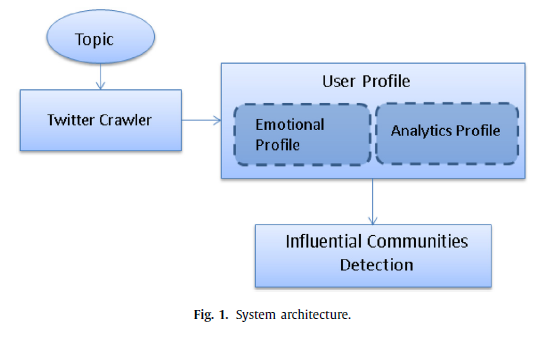 Topic
Twitter Crawler
User Profile
Emotional
Profile
Analytics Profile
Influential Communities
Detection
Fig. 1. System architecture.